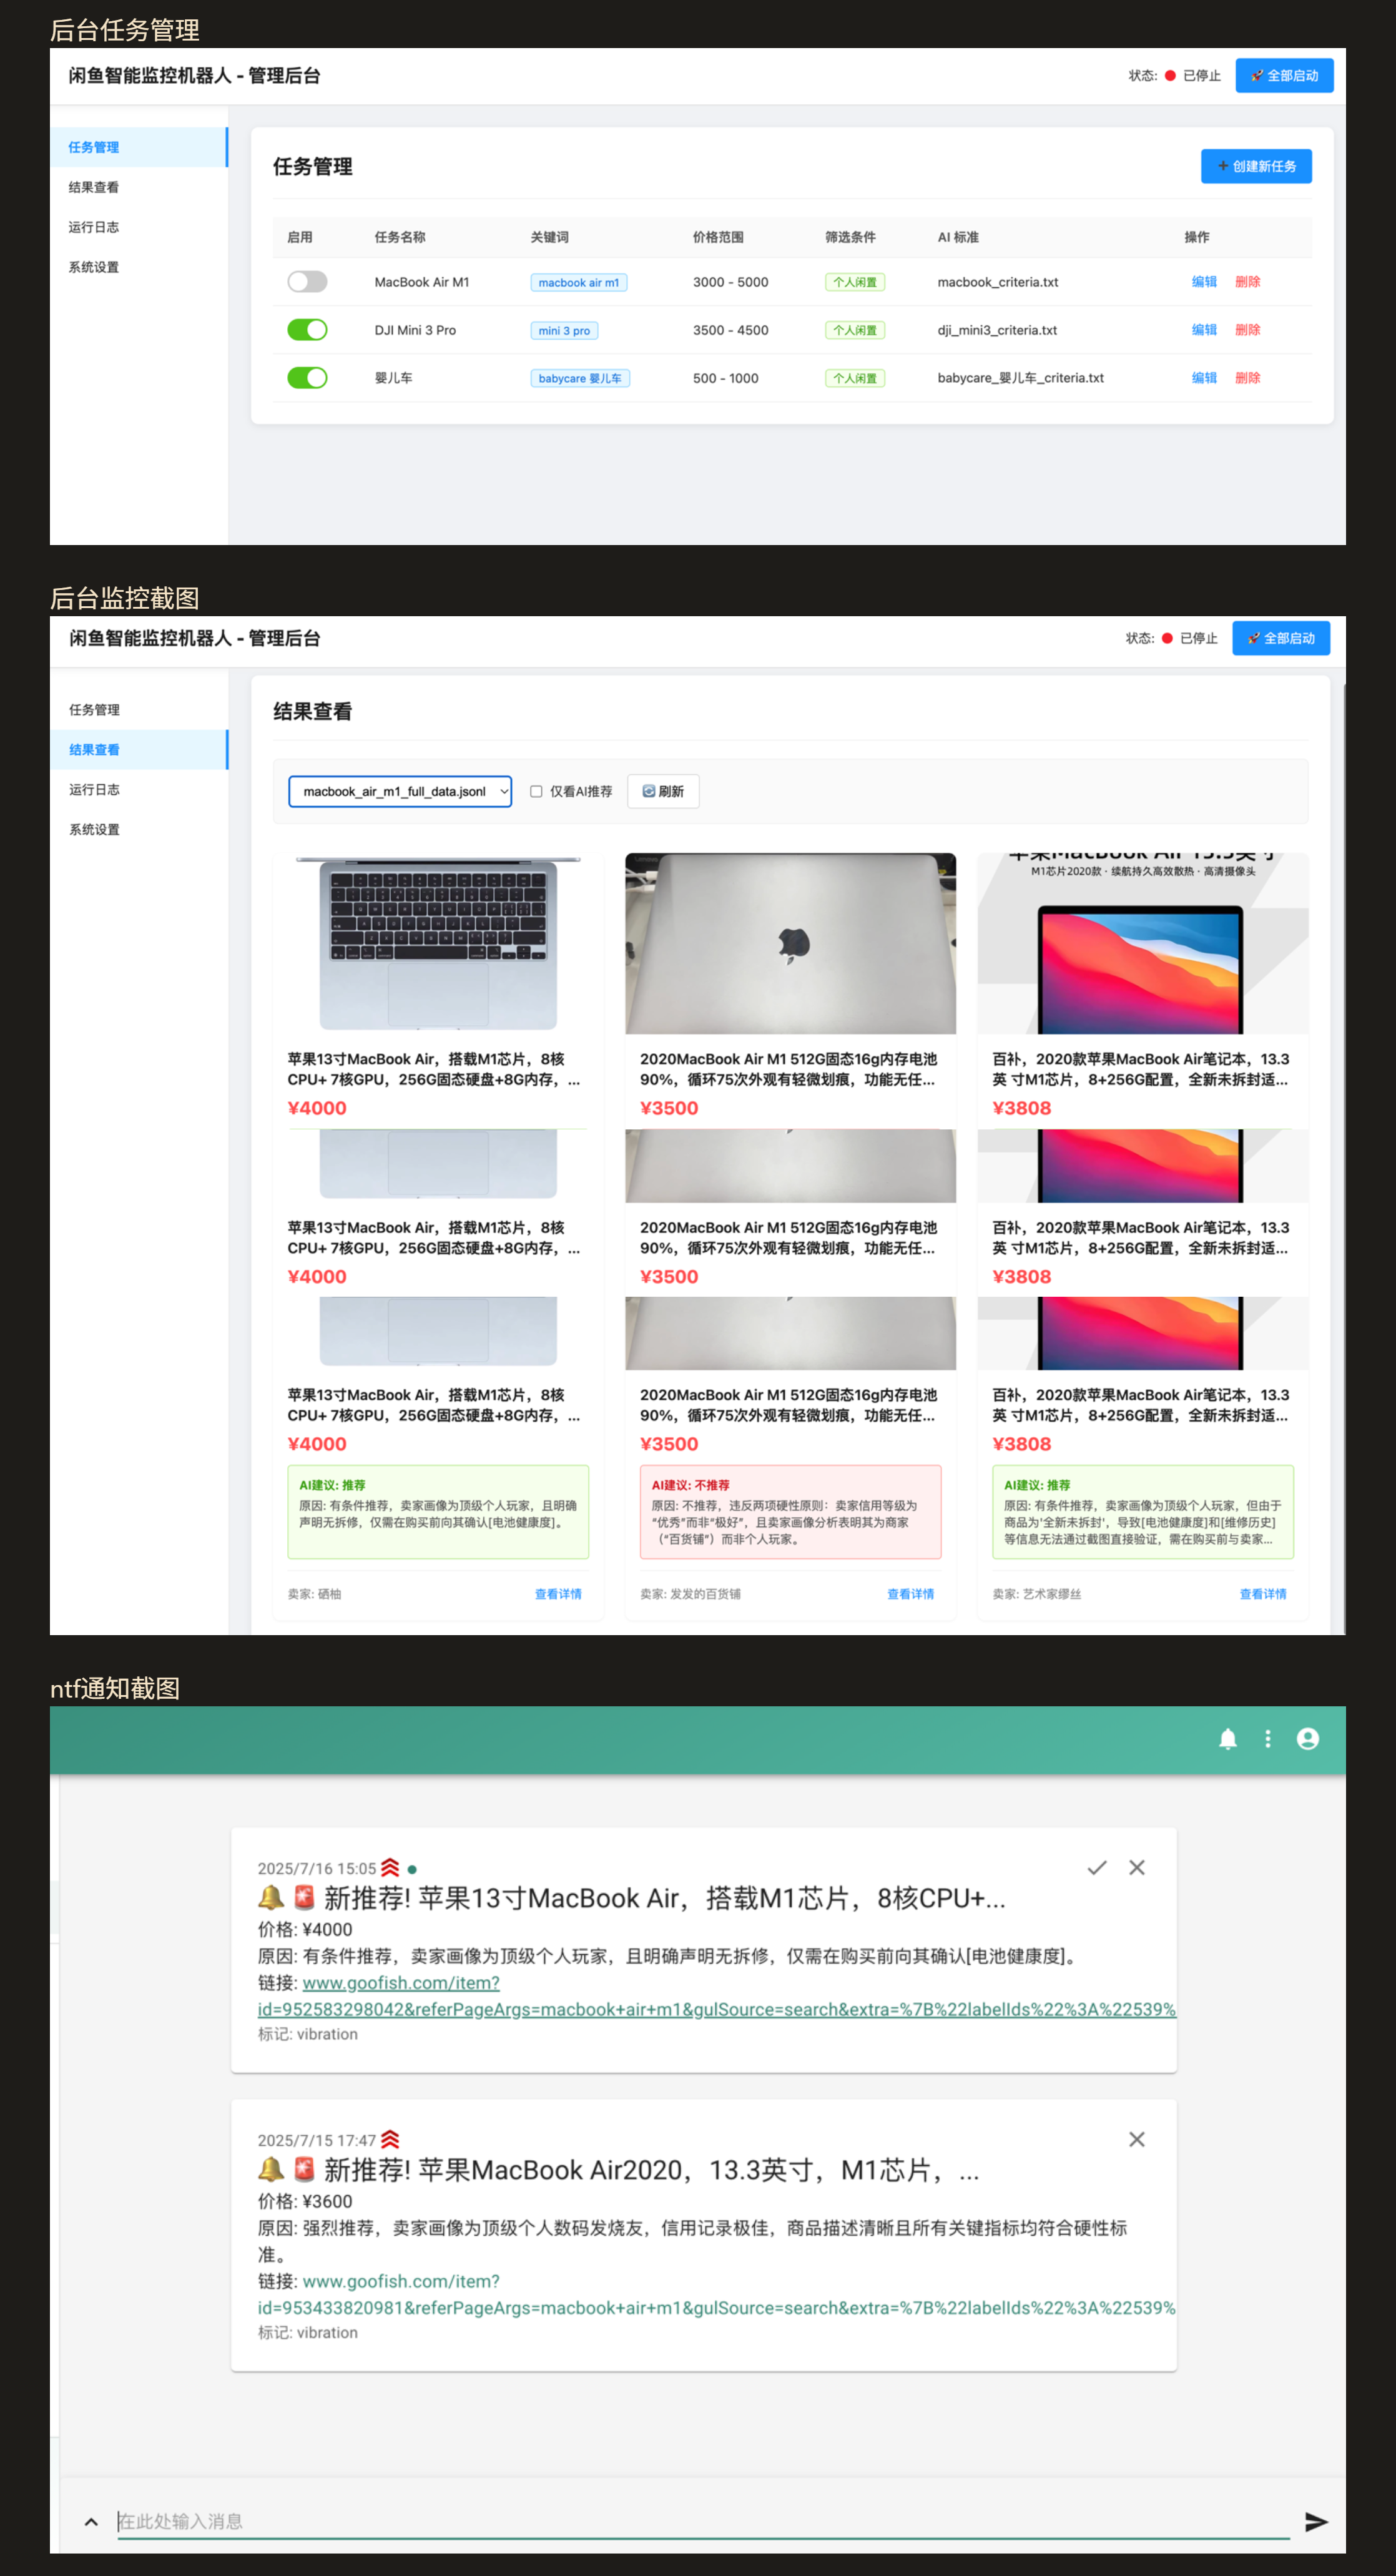 后台任务管理
闲鱼智能监控机器人 - 管理后台
状态: 已停止 全部启动
任务管理
结果查看
运行日志
系统设置
任务管理
创建新任务
启用 任务名称 关键词 价格范围 筛选条件 AI 标准 操作
MacBook Air M1 macbook air m1 3000 - 5000 个人闲置 macbook_criteria.txt 编辑 删除
DJI Mini 3 Pro mini 3 pro 3500 - 4500 个人闲置 dji_mini3_criteria.txt 编辑 删除
婴儿车 babycare 婴儿车 500 - 1000 个人闲置 babycare_婴儿车_criteria.txt 编辑 删除
后台监控截图
闲鱼智能监控机器人 - 管理后台
状态: 已停止 全部启动
任务管理
结果查看
运行日志
系统设置
结果查看
macbook_air_m1_full_data.jsonl 仅看AI推荐 刷新
苹果MacBook Air 13.3英寸
M1芯片2020款 · 续航持久高效散热 · 高清摄像头
苹果13寸MacBook Air，搭载M1芯片，8核
CPU+ 7核GPU，256G固态硬盘+8G内存，...
¥4000
2020MacBook Air M1 512G固态16g内存电池
90%，循环75次外观有轻微划痕，功能无任...
¥3500
百补，2020款苹果MacBook Air笔记本，13.3
英 寸M1芯片，8+256G配置，全新未拆封适...
¥3808
苹果13寸MacBook Air，搭载M1芯片，8核
CPU+ 7核GPU，256G固态硬盘+8G内存，...
¥4000
2020MacBook Air M1 512G固态16g内存电池
90%，循环75次外观有轻微划痕，功能无任...
¥3500
百补，2020款苹果MacBook Air笔记本，13.3
英 寸M1芯片，8+256G配置，全新未拆封适...
¥3808
苹果13寸MacBook Air，搭载M1芯片，8核
CPU+ 7核GPU，256G固态硬盘+8G内存，...
¥4000
AI建议: 推荐
原因: 有条件推荐，卖家画像为顶级个人玩家，且明确
声明无拆修，仅需在购买前向其确认[电池健康度]。
卖家: 硒柚 查看详情
2020MacBook Air M1 512G固态16g内存电池
90%，循环75次外观有轻微划痕，功能无任...
¥3500
AI建议: 不推荐
原因: 不推荐，违反两项硬性原则：卖家信用等级为
“优秀”而非“极好”，且卖家画像分析表明其为商家
（“百货铺”）而非个人玩家。
卖家: 发发的百货铺 查看详情
百补，2020款苹果MacBook Air笔记本，13.3
英 寸M1芯片，8+256G配置，全新未拆封适...
¥3808
AI建议: 推荐
原因: 有条件推荐，卖家画像为顶级个人玩家，但由于
商品为'全新未拆封'，导致[电池健康度]和[维修历史]
等信息无法通过截图直接验证，需在购买前与卖家...
卖家: 艺术家缪丝 查看详情
ntf通知截图
2025/7/16 15:05
新推荐! 苹果13寸MacBook Air，搭载M1芯片，8核CPU+...
价格: ¥4000
原因: 有条件推荐，卖家画像为顶级个人玩家，且明确声明无拆修，仅需在购买前向其确认[电池健康度]。
链接: www.goofish.com/item?
id=952583298042&referPageArgs=macbook+air+m1&gulSource=search&extra=%7B%22labelIds%22%3A%22539%
标记: vibration
2025/7/15 17:47
新推荐! 苹果MacBook Air2020，13.3英寸，M1芯片，...
价格: ¥3600
原因: 强烈推荐，卖家画像为顶级个人数码发烧友，信用记录极佳，商品描述清晰且所有关键指标均符合硬性标
准。
链接: www.goofish.com/item?
id=953433820981&referPageArgs=macbook+air+m1&gulSource=search&extra=%7B%22labelIds%22%3A%22539%
标记: vibration
在此处输入消息